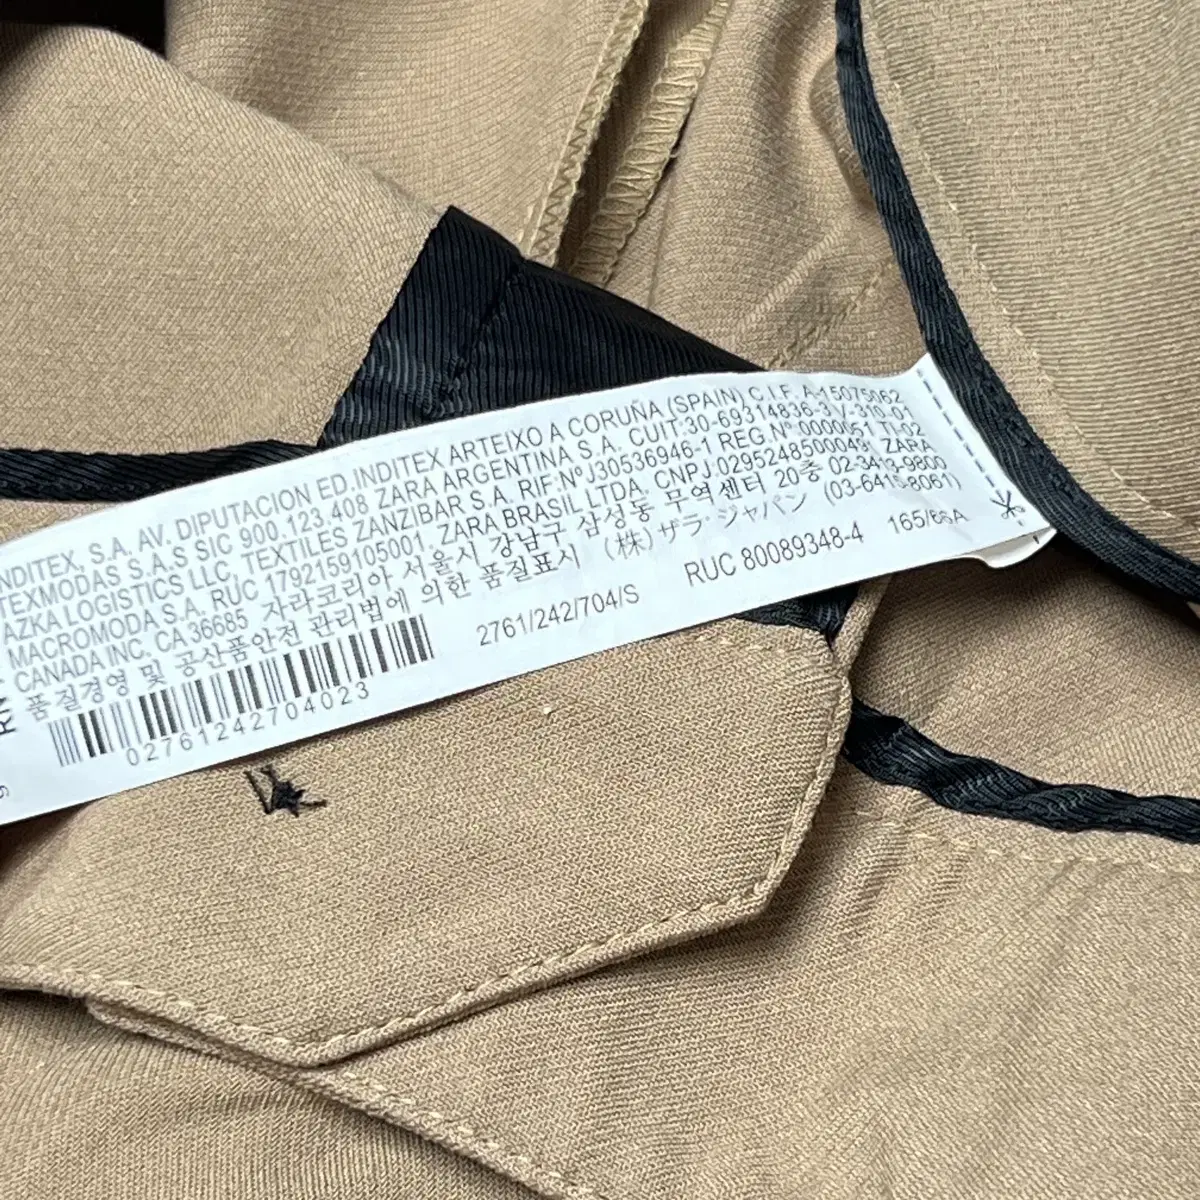 INDITEX, S.A. AV. DIPUTACION ED.INDITEX ARTEIXO A CORUÑA (SPAIN) C.I.F. A-15075062
TEXMODAS S.A.S SIC 900.123.408 ZARA ARGENTINA S.A. CUIT:30-69314836-3 V-310-01
AZKA LOGISTICS LLC, TEXTILES ZANZIBAR S.A. RIF:Nº J30536946-1 REG.Nº 0000051 TI-02
MACROMODA S.A. RUC 1792159105001. ZARA BRASIL LTDA. CNPJ:02952485000049. ZARA
CANADA INC. CA 36685 자라코리아 서울시 강남구 삼성동 무역센터 20층 02-3413-9800
품질경영 및 공산품안전 관리법에 의한 품질표시 (株) ザラ・ジャパン (03-6415-8061)
02761242704023 2761/242/704/S RUC 80089348-4 165/86A